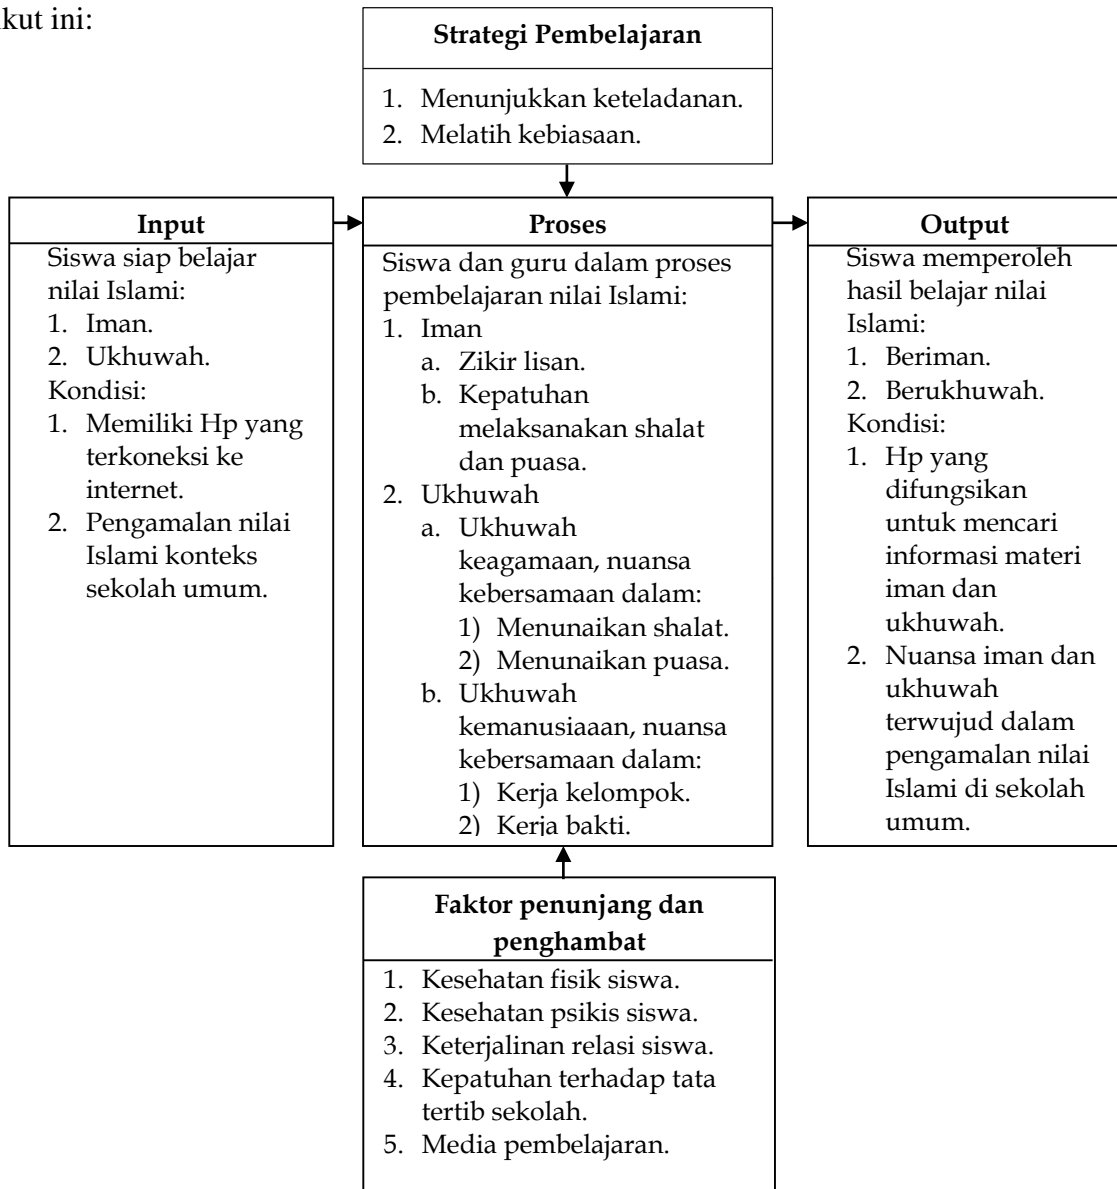 kut ini:
Strategi Pembelajaran
1. Menunjukkan keteladanan.
2. Melatih kebiasaan.
Input
Siswa siap belajar
nilai Islami:
1. Iman.
2. Ukhuwah.
Kondisi:
1. Memiliki Hp yang
terkoneksi ke
internet.
2. Pengamalan nilai
Islami konteks
sekolah umum.
Proses
Siswa dan guru dalam proses
pembelajaran nilai Islami:
1. Iman
a. Zikir lisan.
b. Kepatuhan
melaksanakan shalat
dan puasa.
2. Ukhuwah
a. Ukhuwah
keagamaan, nuansa
kebersamaan dalam:
1) Menunaikan shalat.
2) Menunaikan puasa.
b. Ukhuwah
kemanusiaaan, nuansa
kebersamaan dalam:
1) Kerja kelompok.
2) Kerja bakti.
Output
Siswa memperoleh
hasil belajar nilai
Islami:
1. Beriman.
2. Berukhuwah.
Kondisi:
1. Hp yang
difungsikan
untuk mencari
informasi materi
iman dan
ukhuwah.
2. Nuansa iman dan
ukhuwah
terwujud dalam
pengamalan nilai
Islami di sekolah
umum.
Faktor penunjang dan
penghambat
1. Kesehatan fisik siswa.
2. Kesehatan psikis siswa.
3. Keterjalinan relasi siswa.
4. Kepatuhan terhadap tata
tertib sekolah.
5. Media pembelajaran.